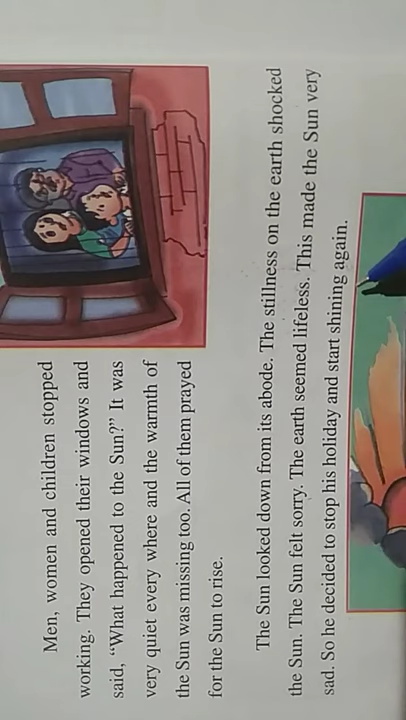 Men, women and children stopped
working. They opened their windows and
said, “What happened to the Sun?” It was
very quiet every where and the warmth of
the Sun was missing too. All of them prayed
for the Sun to rise.
The Sun looked down from its abode. The stillness on the earth shocked
the Sun. The Sun felt sorry. The earth seemed lifeless. This made the Sun very
sad. So he decided to stop his holiday and start shining again.